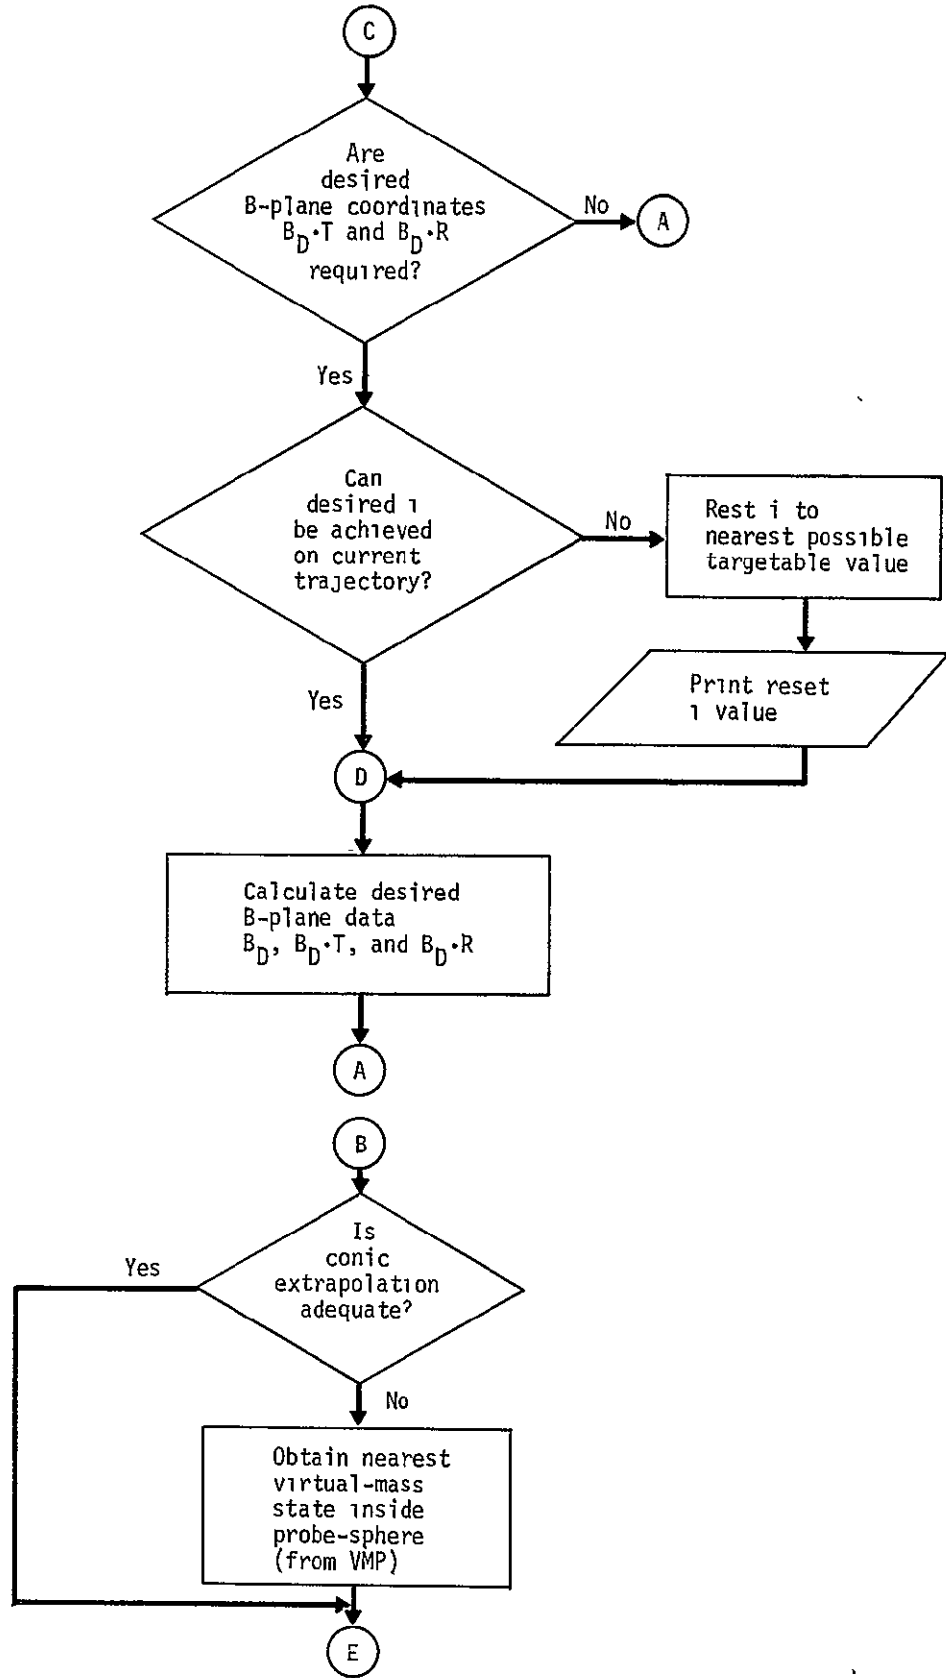 C
Are
desired
B-plane coordinates
B_D·T and B_D·R
required?
No
A
Yes
Can
desired i
be achieved
on current
trajectory?
No
Rest i to
nearest possible
targetable value
Print reset
i value
Yes
D
Calculate desired
B-plane data
B_D, B_D·T, and B_D·R
A
B
Is
conic
extrapolation
adequate?
Yes
No
Obtain nearest
virtual-mass
state inside
probe-sphere
(from VMP)
E